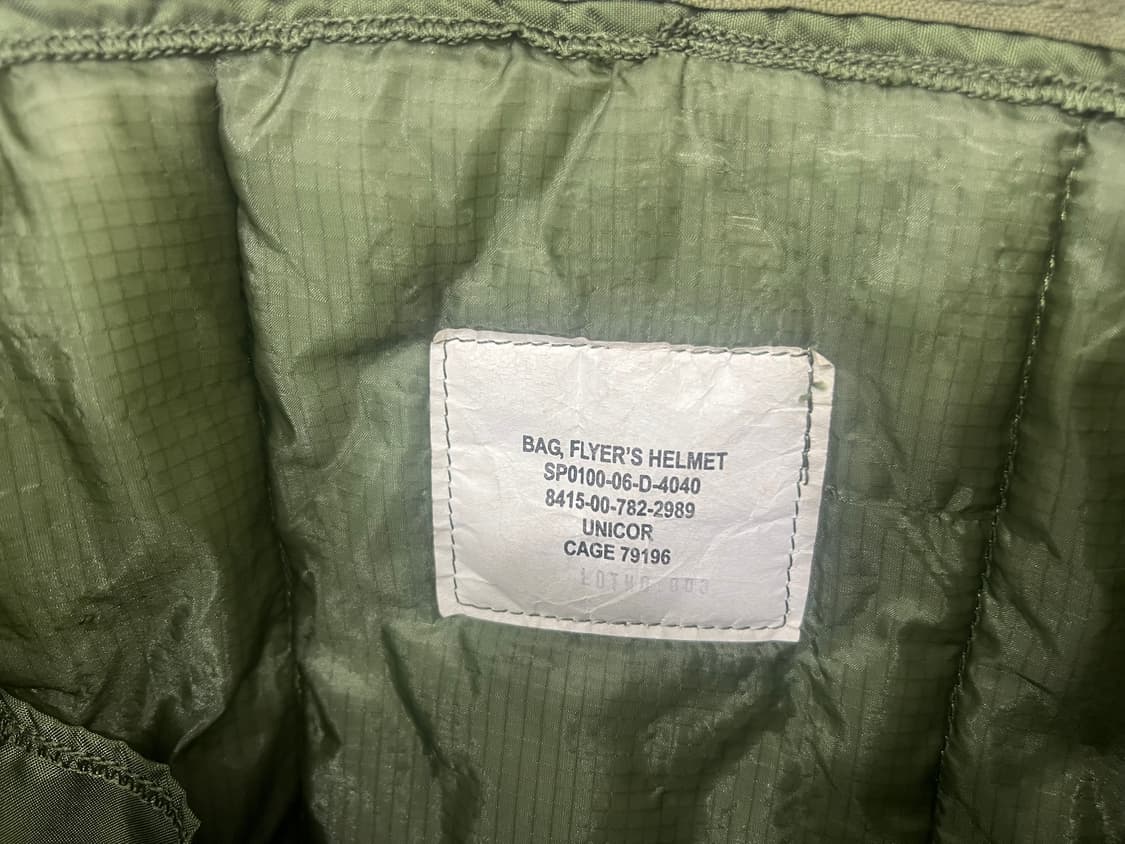 BAG, FLYER'S HELMET
SP0100-06-D-4040
8415-00-782-2989
UNICOR
CAGE 79196